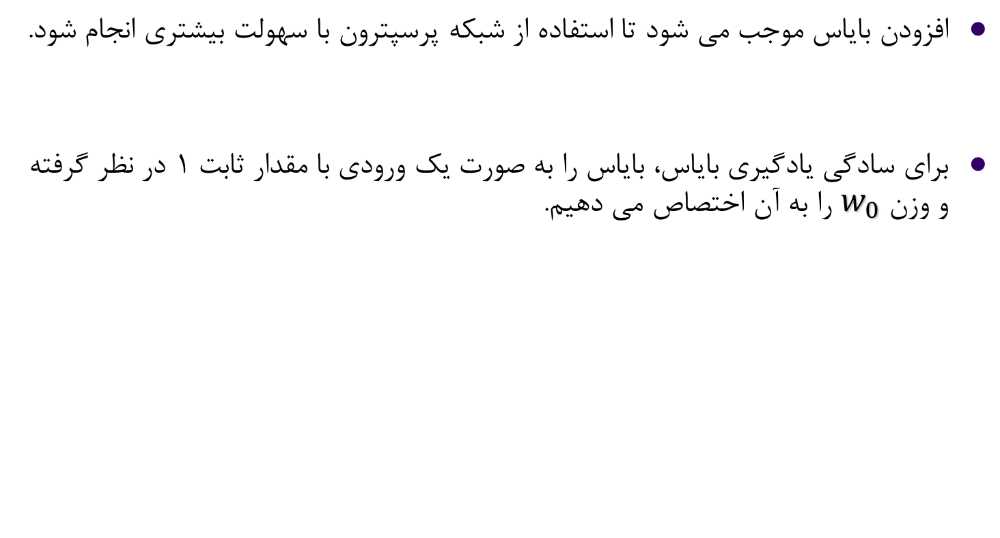 ● افزودن بایاس موجب می شود تا استفاده از شبکه پرسپترون با سهولت بیشتری انجام شود.
● برای سادگی یادگیری بایاس، بایاس را به صورت یک ورودی با مقدار ثابت ۱ در نظر گرفته
و وزن w₀ را به آن اختصاص می دهیم.